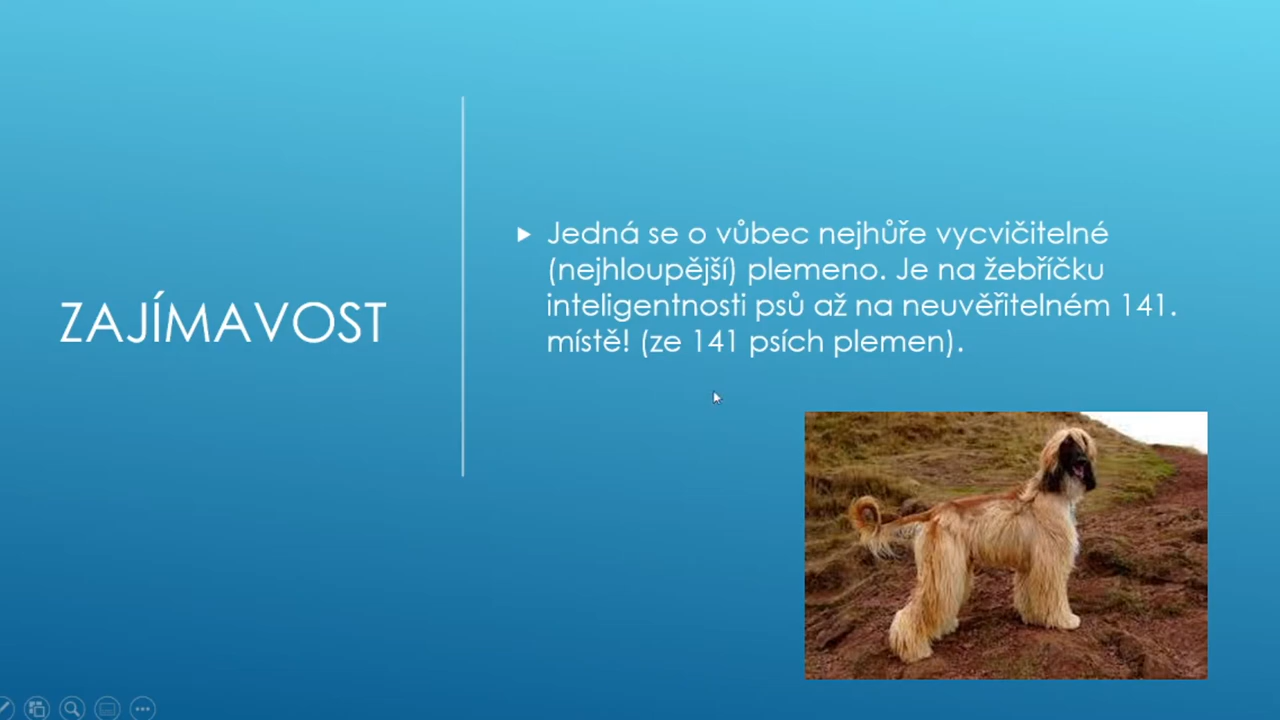 ZAJÍMAVOST
Jedná se o vůbec nejhůře vycvičitelné
(nejhloupější) plemeno. Je na žebříčku
inteligentnosti psů až na neuvěřitelném 141.
místě! (ze 141 psích plemen).